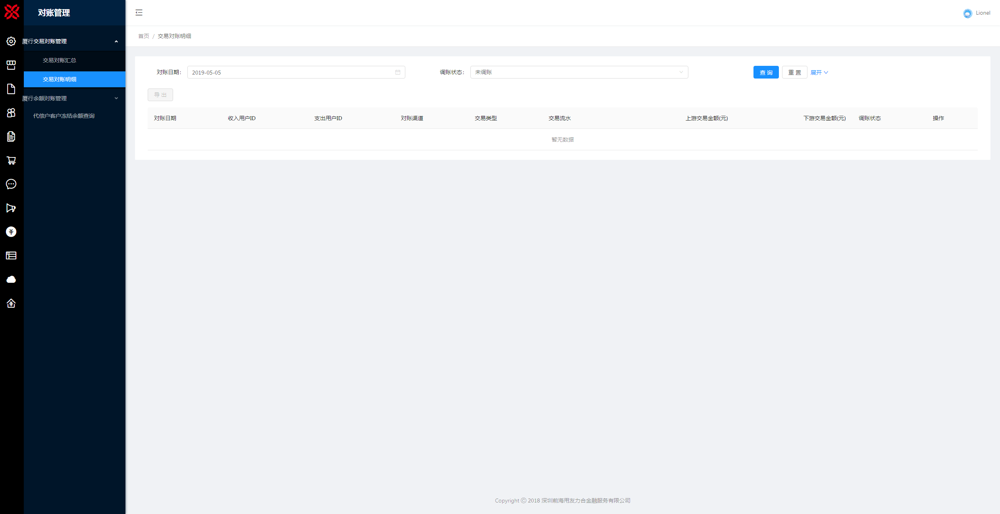 对账管理
Lionel
首页 / 交易对账明细
厦行交易对账管理
交易对账汇总
交易对账明细
厦行余额对账管理
代偿户客户冻结余额查询
对账日期: 2019-05-05 调账状态: 未调账 查 询 重 置 展开
导 出
对账日期 收入用户ID 支出用户ID 对账渠道 交易类型 交易流水 上游交易金额(元) 下游交易金额(元) 调账状态 操作
暂无数据
Copyright © 2018 深圳前海用友力合金融服务有限公司